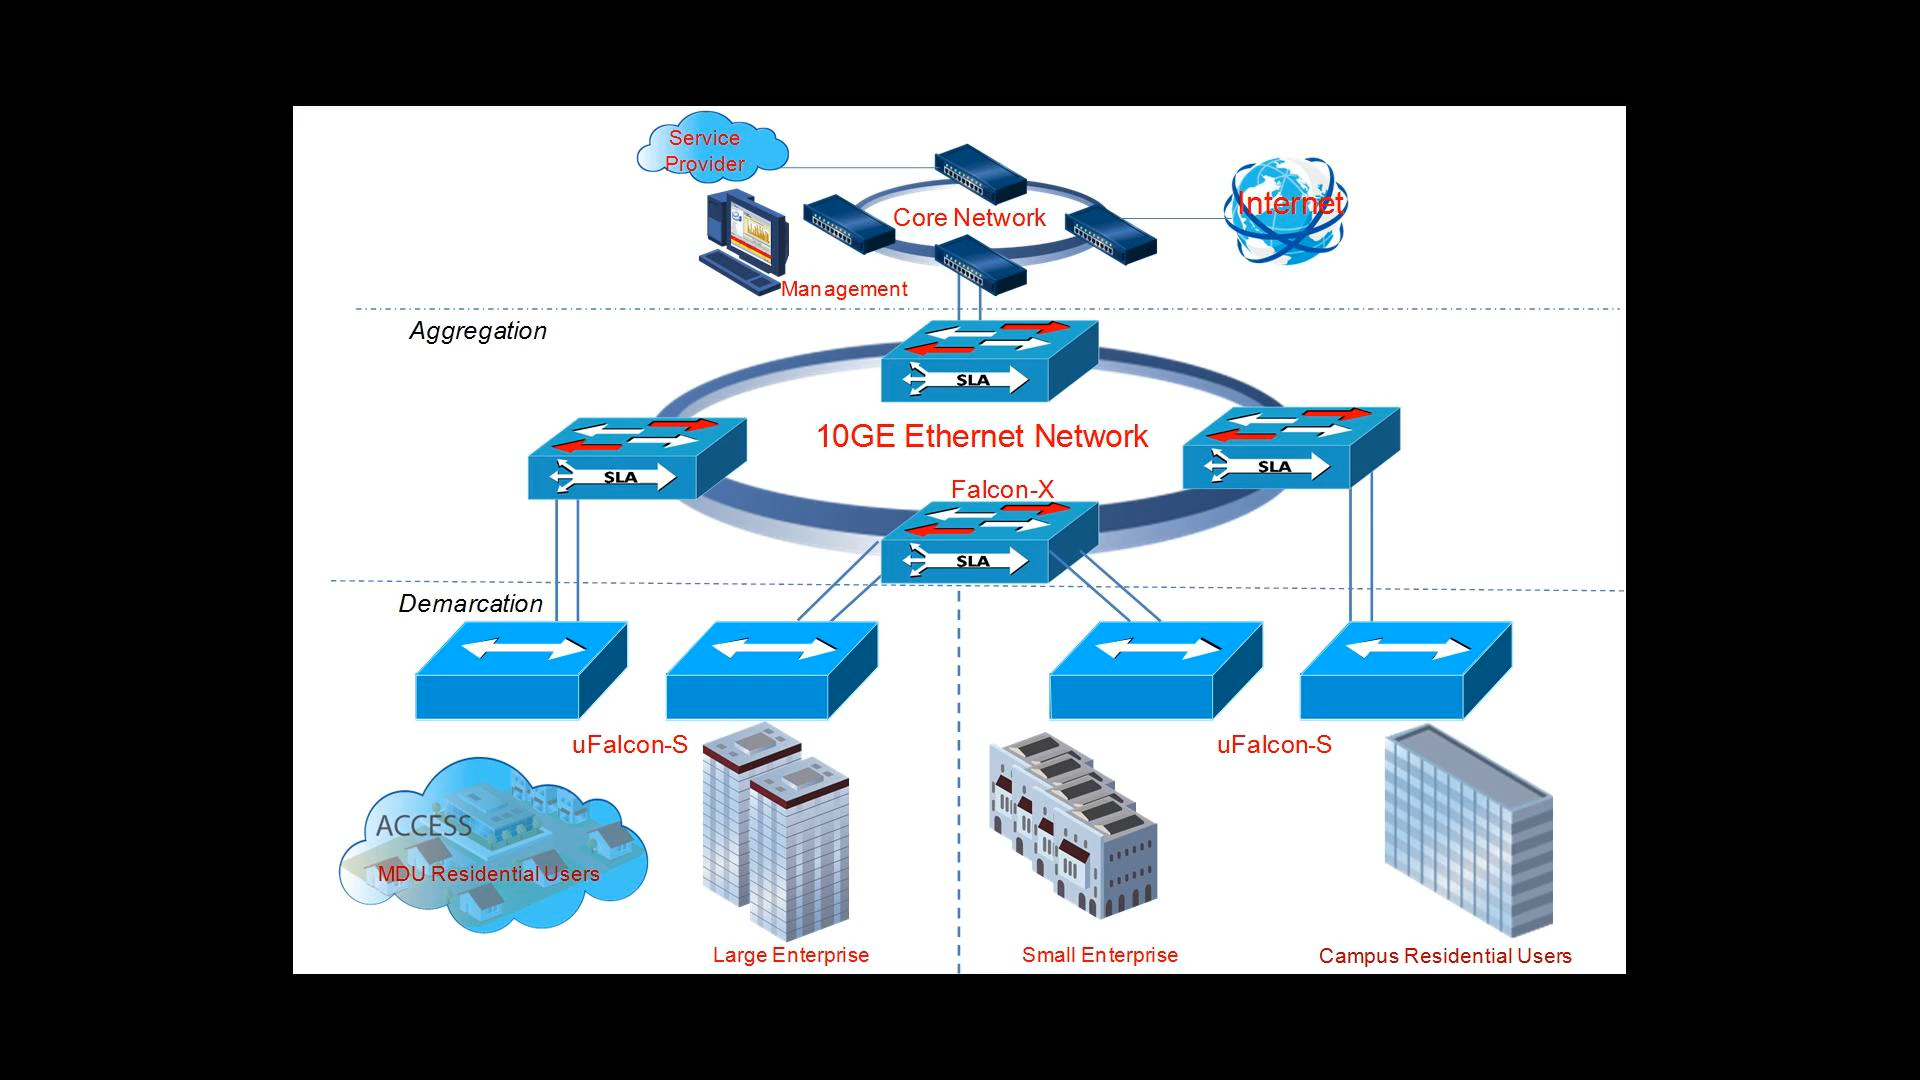 Service
Provider
Core Network
Internet
Management
Aggregation
SLA
10GE Ethernet Network
SLA
SLA
Falcon-X
SLA
Demarcation
uFalcon-S
uFalcon-S
ACCESS
MDU Residential Users
Large Enterprise
Small Enterprise
Campus Residential Users